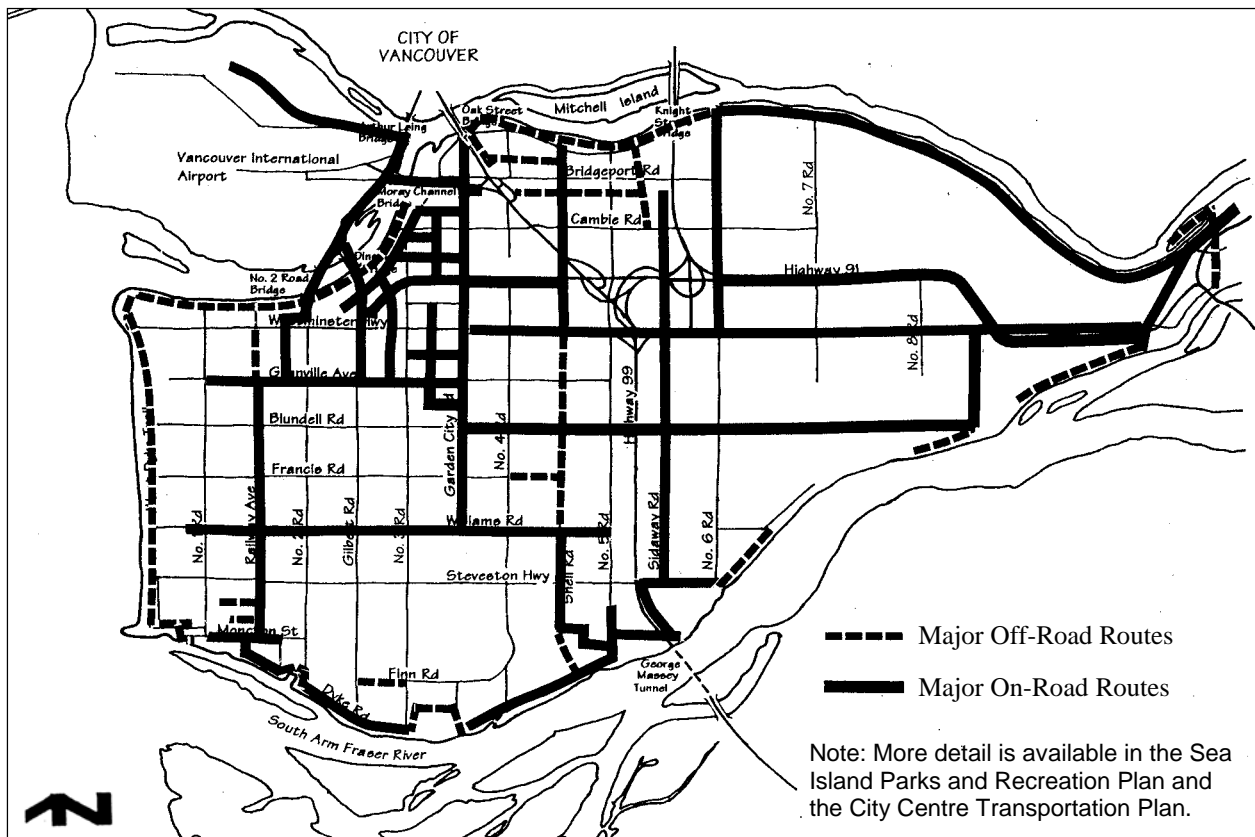 CITY OF
VANCOUVER
Oak Street
Bridge
Mitchell Island
Knight
St.
Bridge
Arthur Laing
Bridge
Vancouver International
Airport
Bridgeport Rd
No. 7 Rd
Moray Channel
Bridge
Cambie Rd
No. 2 Road
Bridge
Highway 91
Westminster Hwy
No. 8 Rd
Granville Ave
Highway 99
Blundell Rd
Garden City Rd
No. 4 Rd
Francis Rd
Railway Ave
No. 2 Rd
Gilbert Rd
No. 3 Rd
Williams Rd
No. 5 Rd
Sidaway Rd
No. 6 Rd
Steveston Hwy
Shell Rd
Moncton St
Finn Rd
Dyke Rd
George
Massey
Tunnel
South Arm Fraser River
Major Off-Road Routes
Major On-Road Routes
Note: More detail is available in the Sea
Island Parks and Recreation Plan and
the City Centre Transportation Plan.
N